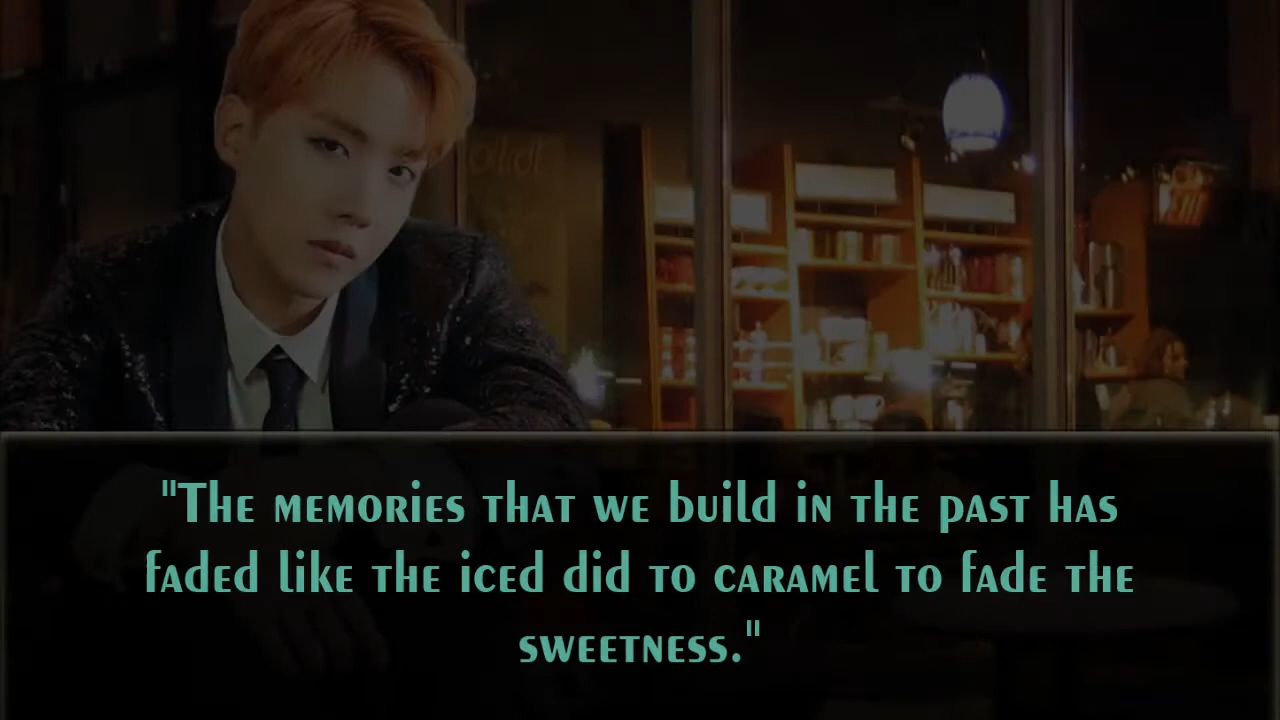 "The memories that we build in the past has
faded like the iced did to caramel to fade the
sweetness."